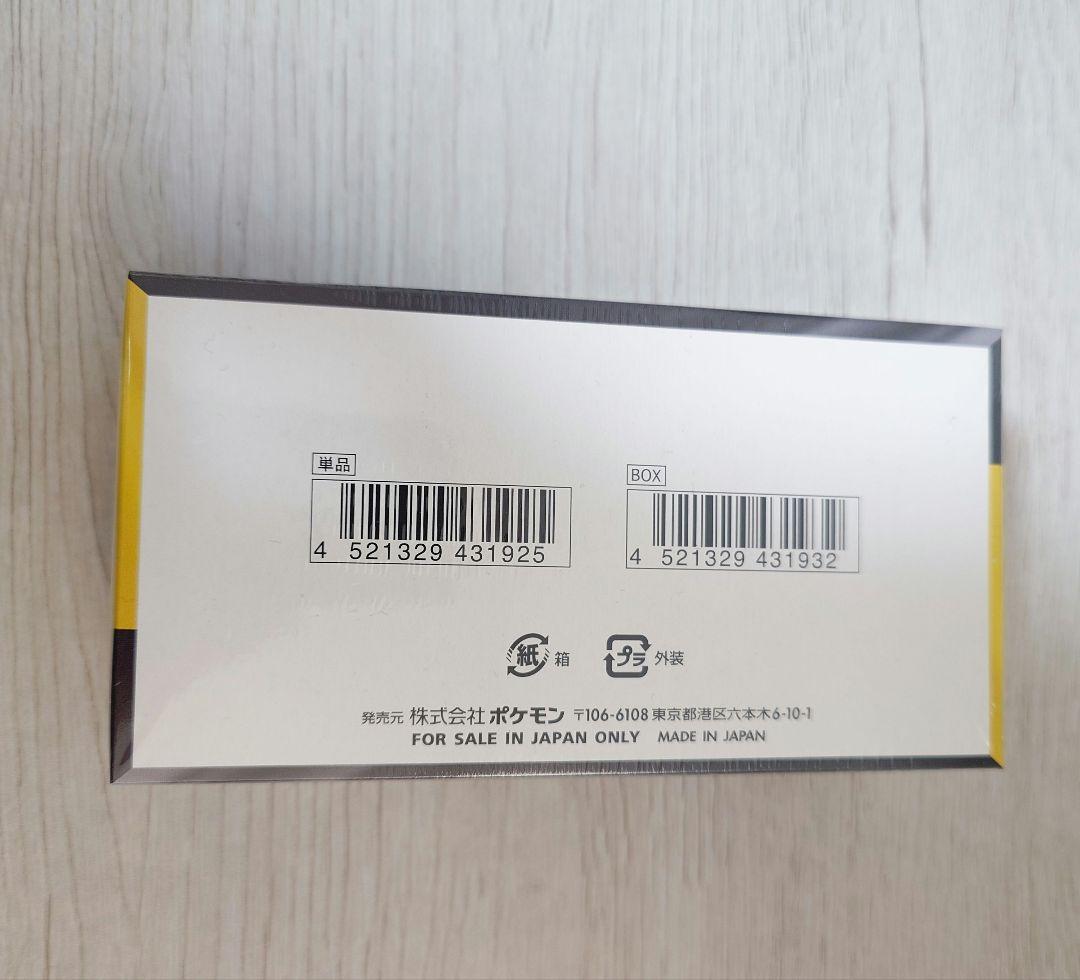 単品
4 521329 431925
BOX
4 521329 431932
紙 箱
プラ 外装
発売元 株式会社ポケモン 〒106-6108 東京都港区六本木6-10-1
FOR SALE IN JAPAN ONLY MADE IN JAPAN